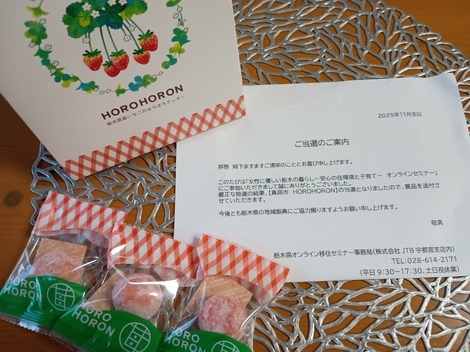 HOROHORON
栃木県産いちごのほろほろクッキー
2025年11月吉日
ご当選のご案内
拝啓 時下ますますご清栄のこととお喜び申し上げます。
このたびは「女性に優しい栃木の暮らし~安心の住環境と子育て~ オンラインセミナー」
にご参加いただきまして誠にありがとうございました。
厳正な抽選の結果、【真岡市 HOROHORON】の当選となりましたので、賞品を送付させていただきます。
今後とも栃木県の地域振興にご協力賜りますようお願い申し上げます。
敬具
栃木県オンライン移住セミナー事務局(株式会社 JTB 宇都宮支店内)
TEL:028-614-2171
(平日 9:30~17:30、土日祝休業)
HORO
HORON
HORO
HORON
HORO
HORON